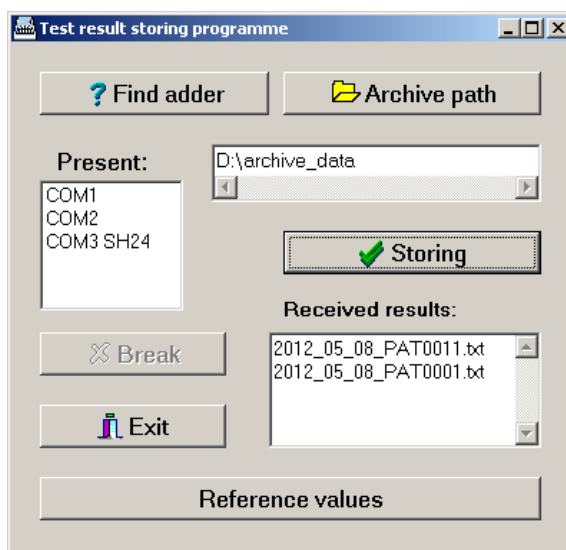 Test result storing programme
Find adder
Archive path
Present:
D:\archive_data
COM1
COM2
COM3 SH24
Storing
Received results:
Break
2012_05_08_PAT0011.txt
2012_05_08_PAT0001.txt
Exit
Reference values